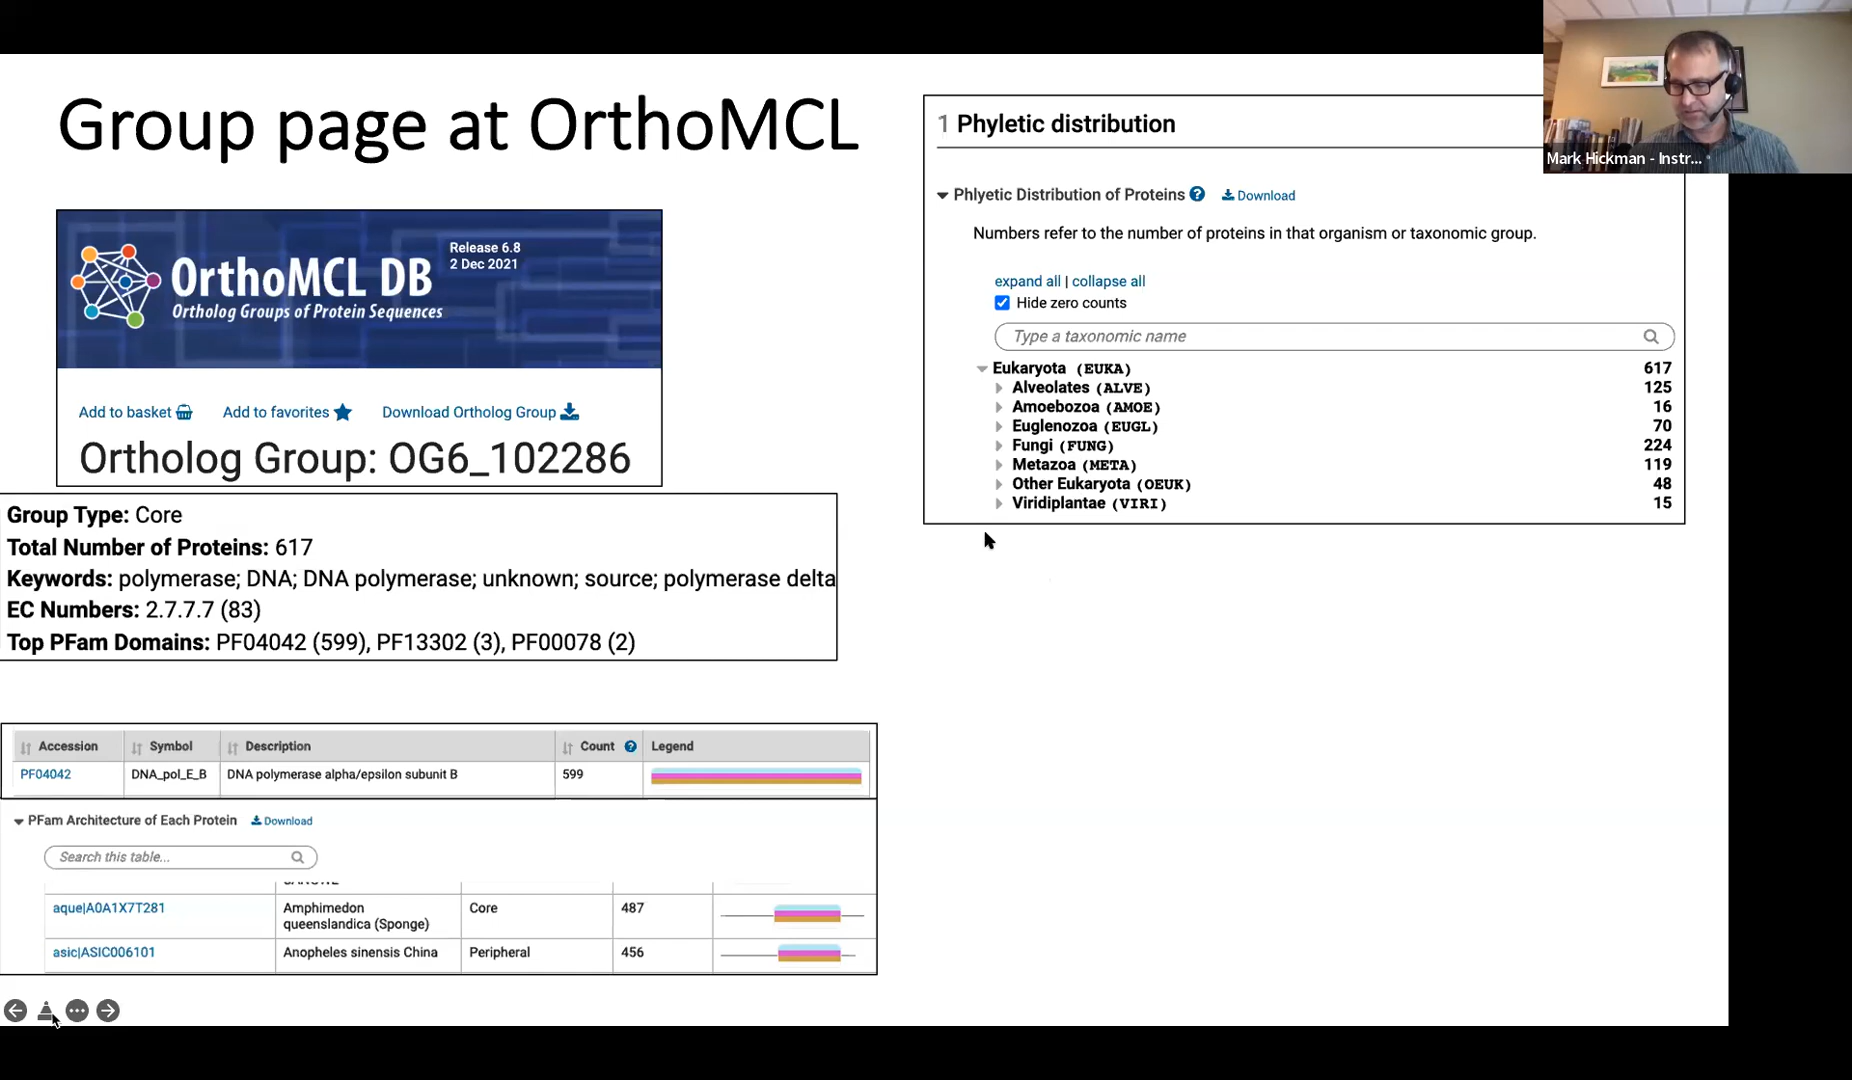 Group page at OrthoMCL
OrthoMCL DB
Ortholog Groups of Protein Sequences
Release 6.8
2 Dec 2021
Add to basket
Add to favorites
Download Ortholog Group
Ortholog Group: OG6_102286
Group Type: Core
Total Number of Proteins: 617
Keywords: polymerase; DNA; DNA polymerase; unknown; source; polymerase delta
EC Numbers: 2.7.7.7 (83)
Top PFam Domains: PF04042 (599), PF13302 (3), PF00078 (2)
Accession Symbol Description Count ? Legend
PF04042 DNA_pol_E_B DNA polymerase alpha/epsilon subunit B 599
PFam Architecture of Each Protein Download
Search this table...
aque|A0A1X7T281 Amphimedon queenslandica (Sponge) Core 487
asic|ASIC006101 Anopheles sinensis China Peripheral 456
1 Phyletic distribution
Phlyetic Distribution of Proteins ? Download
Numbers refer to the number of proteins in that organism or taxonomic group.
expand all | collapse all
Hide zero counts
Type a taxonomic name
Eukaryota (EUKA) 617
Alveolates (ALVE) 125
Amoebozoa (AMOE) 16
Euglenozoa (EUGL) 70
Fungi (FUNG) 224
Metazoa (META) 119
Other Eukaryota (OEUK) 48
Viridiplantae (VIRI) 15
Mark Hickman - Instr...